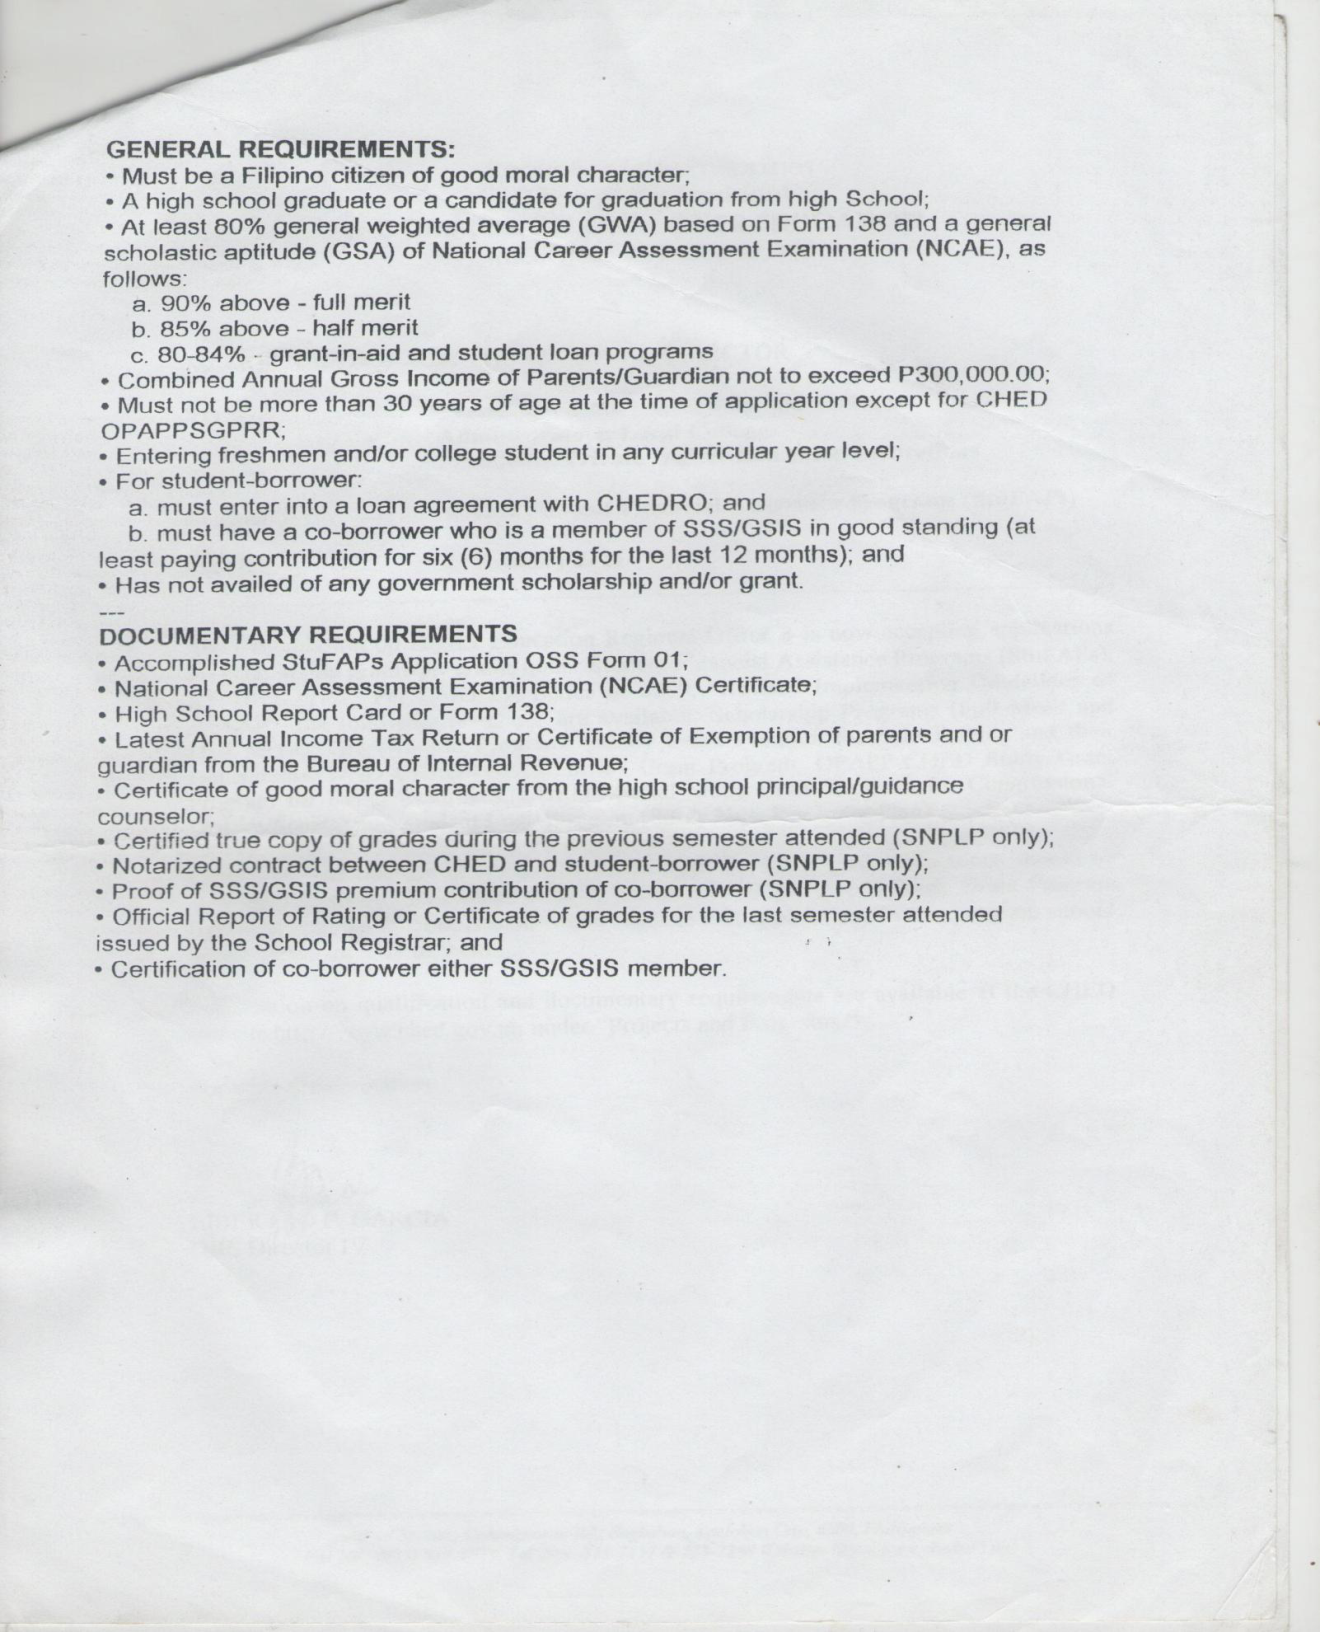 GENERAL REQUIREMENTS:
• Must be a Filipino citizen of good moral character;
• A high school graduate or a candidate for graduation from high School;
• At least 80% general weighted average (GWA) based on Form 138 and a general
scholastic aptitude (GSA) of National Career Assessment Examination (NCAE), as
follows:
a. 90% above - full merit
b. 85% above - half merit
c. 80-84% - grant-in-aid and student loan programs
• Combined Annual Gross Income of Parents/Guardian not to exceed P300,000.00;
• Must not be more than 30 years of age at the time of application except for CHED
OPAPPSGPRR;
• Entering freshmen and/or college student in any curricular year level;
• For student-borrower:
a. must enter into a loan agreement with CHEDRO; and
b. must have a co-borrower who is a member of SSS/GSIS in good standing (at
least paying contribution for six (6) months for the last 12 months); and
• Has not availed of any government scholarship and/or grant.
---
DOCUMENTARY REQUIREMENTS
• Accomplished StuFAPs Application OSS Form 01;
• National Career Assessment Examination (NCAE) Certificate;
• High School Report Card or Form 138;
• Latest Annual Income Tax Return or Certificate of Exemption of parents and or
guardian from the Bureau of Internal Revenue;
• Certificate of good moral character from the high school principal/guidance
counselor;
• Certified true copy of grades during the previous semester attended (SNPLP only);
• Notarized contract between CHED and student-borrower (SNPLP only);
• Proof of SSS/GSIS premium contribution of co-borrower (SNPLP only);
• Official Report of Rating or Certificate of grades for the last semester attended
issued by the School Registrar; and
• Certification of co-borrower either SSS/GSIS member.